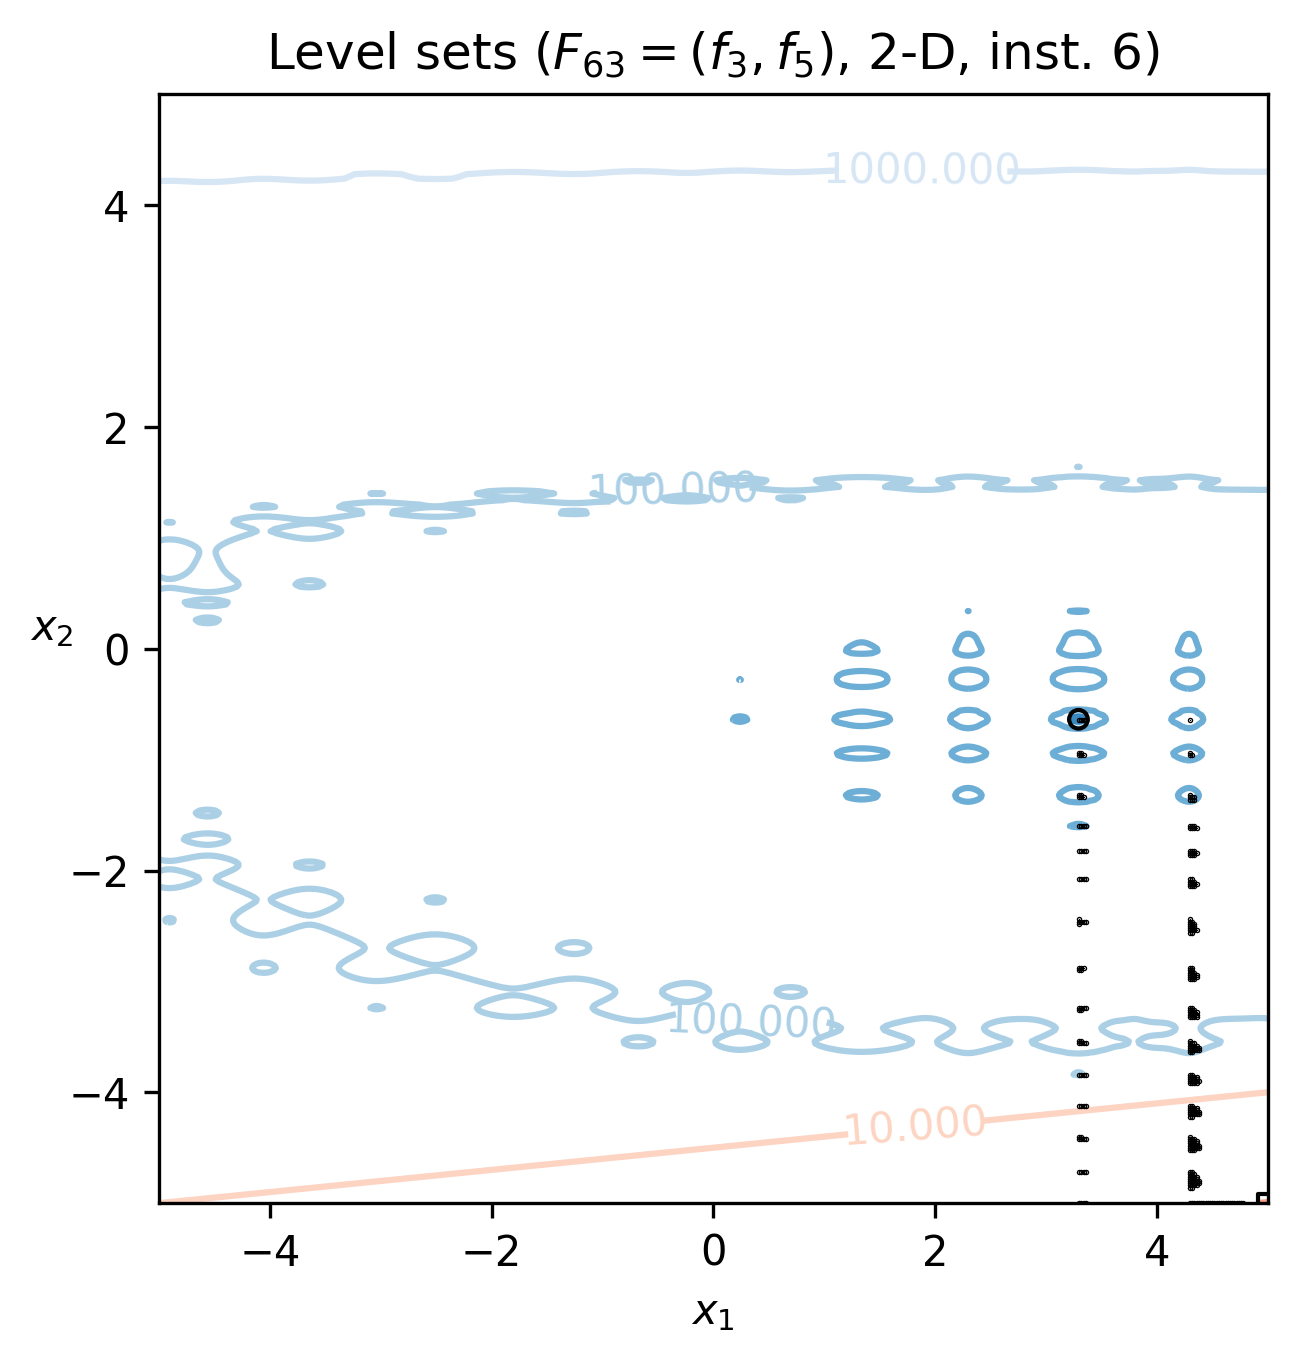 Level sets (F₆₃ = (f₃, f₅), 2-D, inst. 6)
1000.000
4
2
100.000
x₂
0
−2
100.000
−4
10.000
−4 −2 0 2 4
x₁